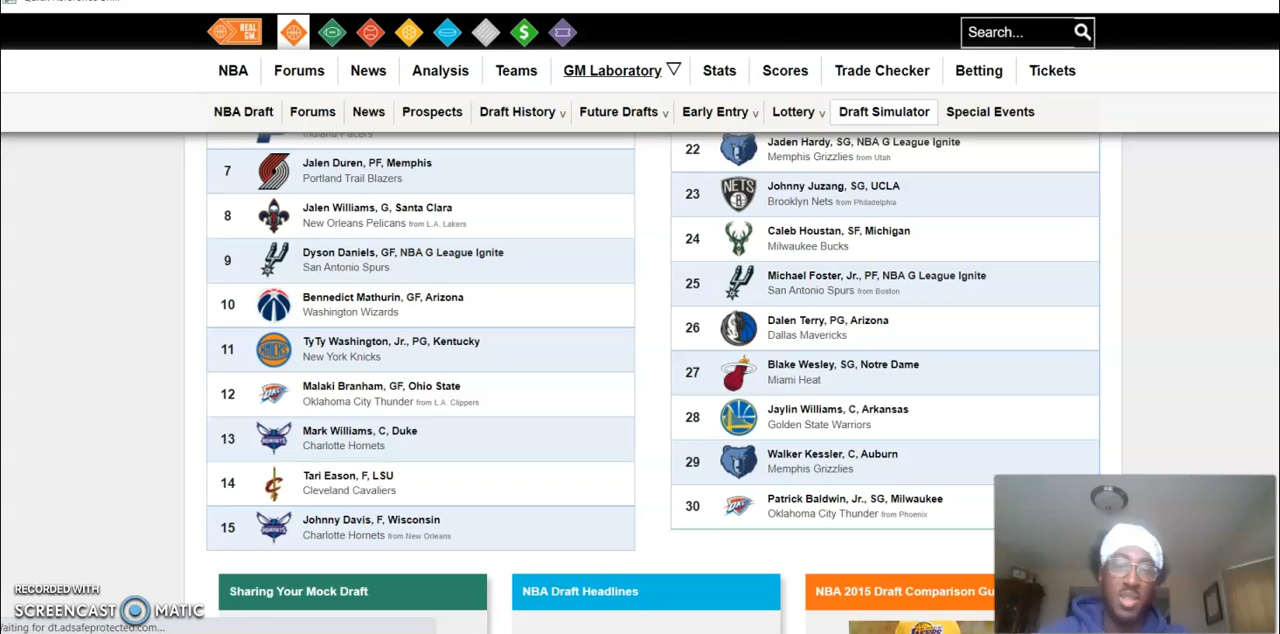 REAL
GM
Search...
NBA Forums News Analysis Teams GM Laboratory Stats Scores Trade Checker Betting Tickets
NBA Draft Forums News Prospects Draft History v Future Drafts v Early Entry v Lottery v Draft Simulator Special Events
Indiana Pacers
7 Jalen Duren, PF, Memphis
Portland Trail Blazers
8 Jalen Williams, G, Santa Clara
New Orleans Pelicans from L.A. Lakers
9 Dyson Daniels, GF, NBA G League Ignite
San Antonio Spurs
10 Bennedict Mathurin, GF, Arizona
Washington Wizards
11 TyTy Washington, Jr., PG, Kentucky
New York Knicks
12 Malaki Branham, GF, Ohio State
Oklahoma City Thunder from L.A. Clippers
13 Mark Williams, C, Duke
Charlotte Hornets
14 Tari Eason, F, LSU
Cleveland Cavaliers
15 Johnny Davis, F, Wisconsin
Charlotte Hornets from New Orleans
22 Jaden Hardy, SG, NBA G League Ignite
Memphis Grizzlies from Utah
23 Johnny Juzang, SG, UCLA
Brooklyn Nets from Philadelphia
24 Caleb Houstan, SF, Michigan
Milwaukee Bucks
25 Michael Foster, Jr., PF, NBA G League Ignite
San Antonio Spurs from Boston
26 Dalen Terry, PG, Arizona
Dallas Mavericks
27 Blake Wesley, SG, Notre Dame
Miami Heat
28 Jaylin Williams, C, Arkansas
Golden State Warriors
29 Walker Kessler, C, Auburn
Memphis Grizzlies
30 Patrick Baldwin, Jr., SG, Milwaukee
Oklahoma City Thunder from Phoenix
Sharing Your Mock Draft
NBA Draft Headlines
NBA 2015 Draft Comparison Gu
RECORDED WITH
SCREENCAST MATIC
Waiting for dt.adsafeprotected.com...